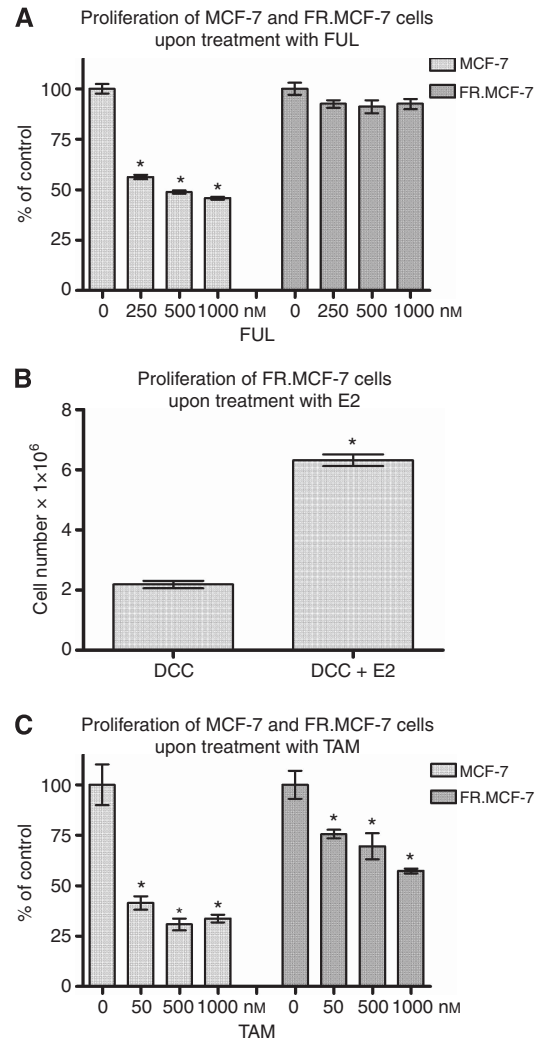 A
Proliferation of MCF-7 and FR.MCF-7 cells
upon treatment with FUL
MCF-7
FR.MCF-7
% of control
100
75
50
25
0
* * *
0 250 500 1000 nM 0 250 500 1000 nM
FUL
B
Proliferation of FR.MCF-7 cells
upon treatment with E2
Cell number × 1×10⁶
8
6
4
2
0
*
DCC DCC + E2
C
Proliferation of MCF-7 and FR.MCF-7 cells
upon treatment with TAM
MCF-7
FR.MCF-7
% of control
100
75
50
25
0
* * * * * *
0 50 500 1000 nM 0 50 500 1000 nM
TAM